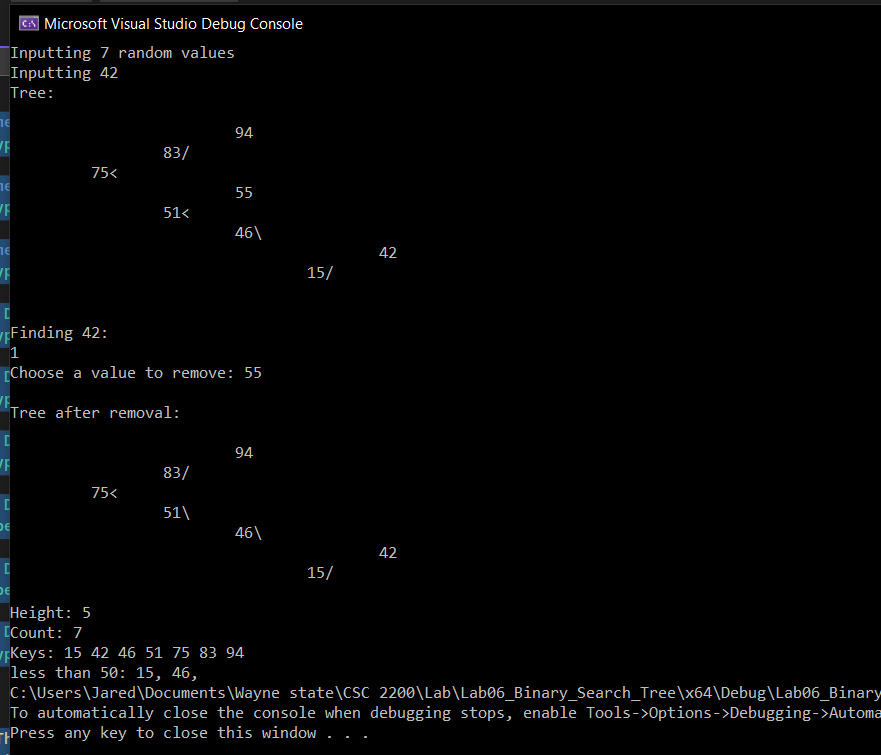 Microsoft Visual Studio Debug Console
Inputting 7 random values
Inputting 42
Tree:
94
83/
75<
55
51<
46\
42
15/
Finding 42:
1
Choose a value to remove: 55
Tree after removal:
94
83/
75<
51\
46\
42
15/
Height: 5
Count: 7
Keys: 15 42 46 51 75 83 94
less than 50: 15, 46,
C:\Users\Jared\Documents\Wayne state\CSC 2200\Lab\Lab06_Binary_Search_Tree\x64\Debug\Lab06_Binary
To automatically close the console when debugging stops, enable Tools->Options->Debugging->Automa
Press any key to close this window . . .